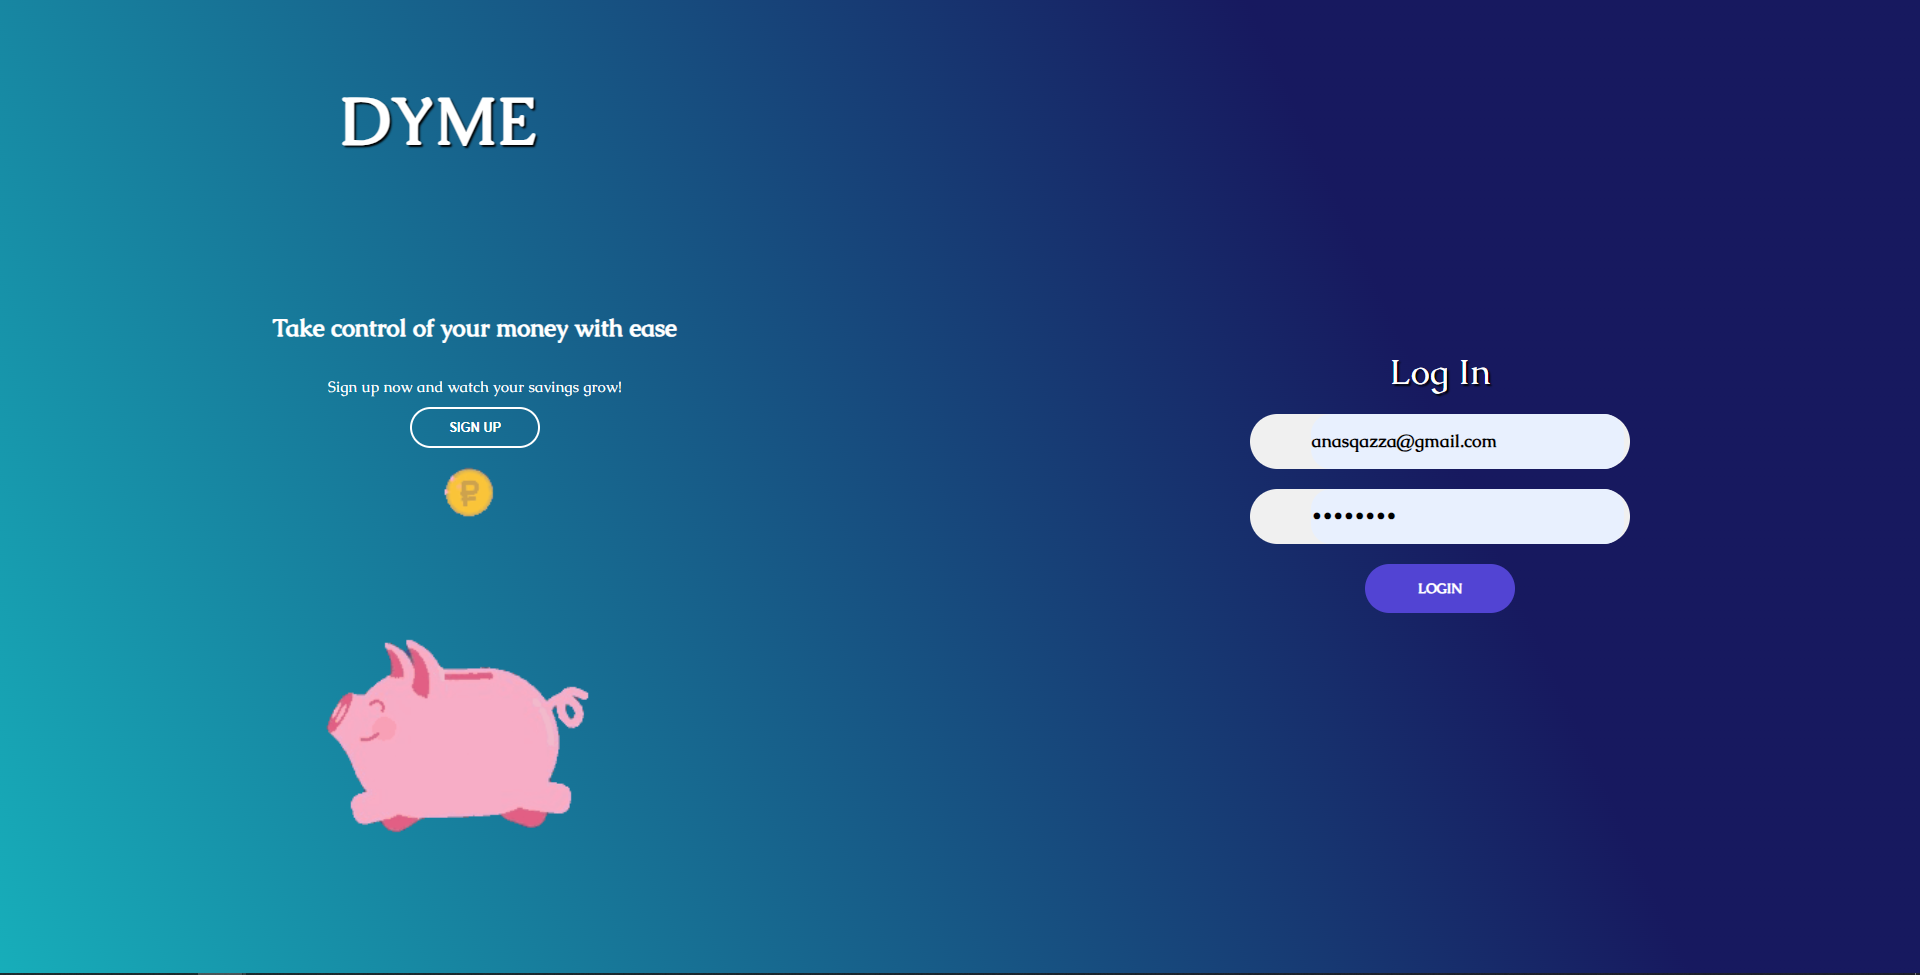 DYME
Take control of your money with ease
Sign up now and watch your savings grow!
SIGN UP
₽
Log In
anasqazza@gmail.com
••••••••
LOGIN